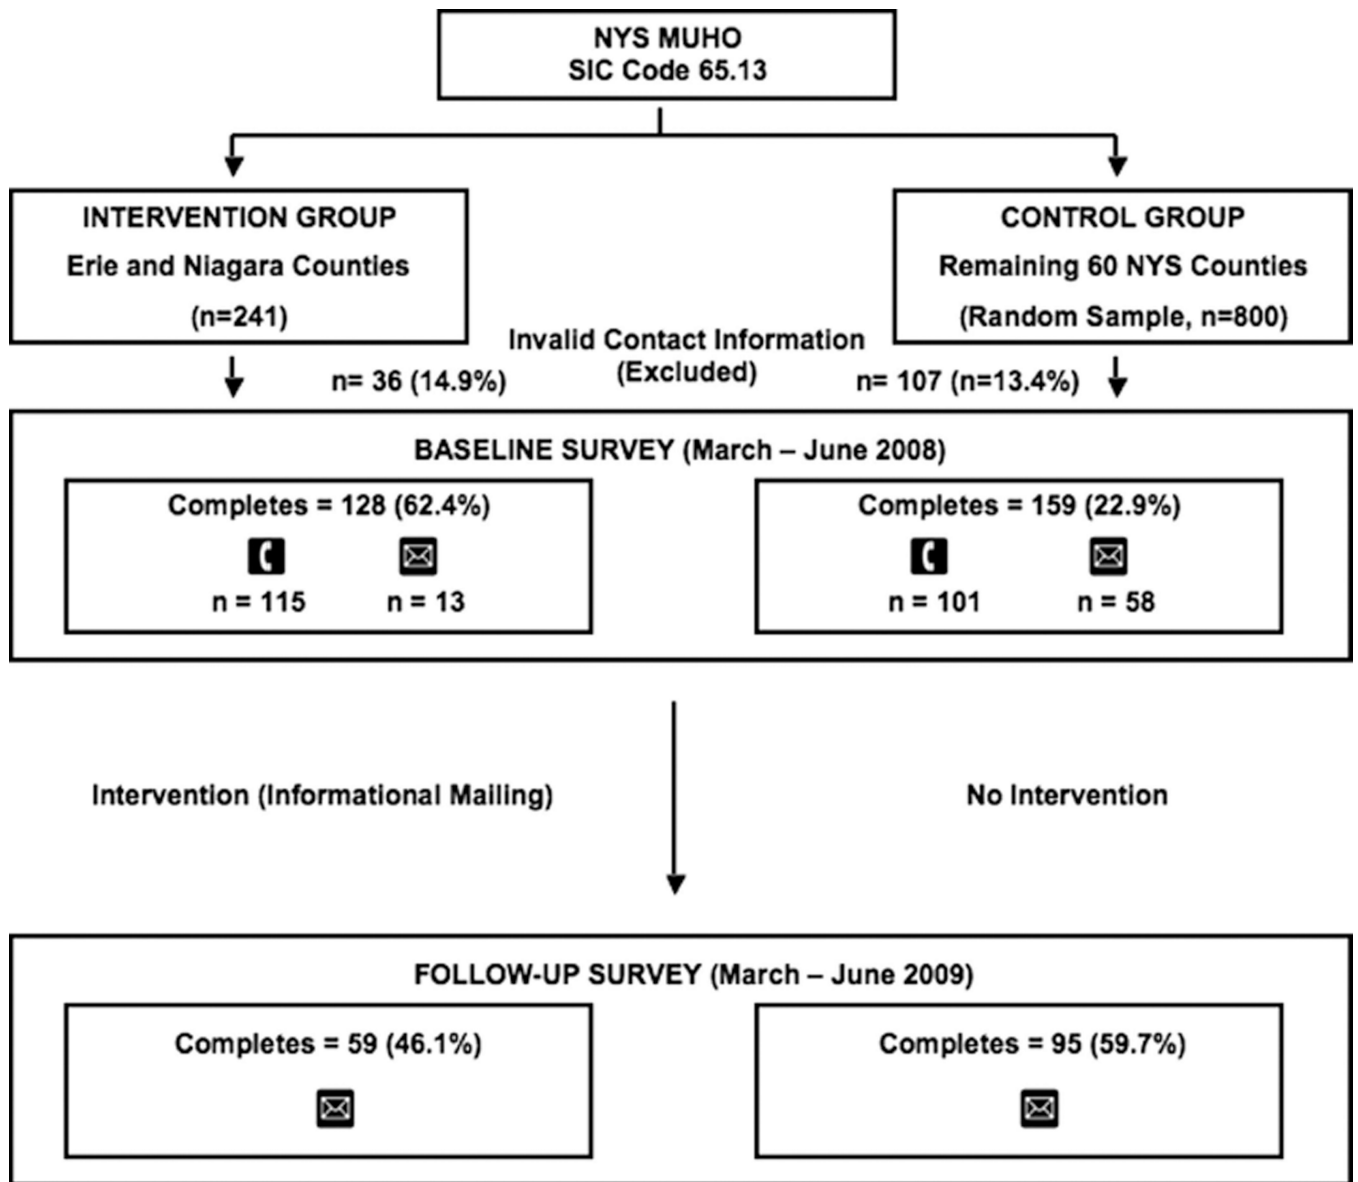 NYS MUHO
SIC Code 65.13
INTERVENTION GROUP
Erie and Niagara Counties
(n=241)
CONTROL GROUP
Remaining 60 NYS Counties
(Random Sample, n=800)
Invalid Contact Information
(Excluded)
n= 36 (14.9%)
n= 107 (n=13.4%)
BASELINE SURVEY (March – June 2008)
Completes = 128 (62.4%)
n = 115
n = 13
Completes = 159 (22.9%)
n = 101
n = 58
Intervention (Informational Mailing)
No Intervention
FOLLOW-UP SURVEY (March – June 2009)
Completes = 59 (46.1%)
Completes = 95 (59.7%)